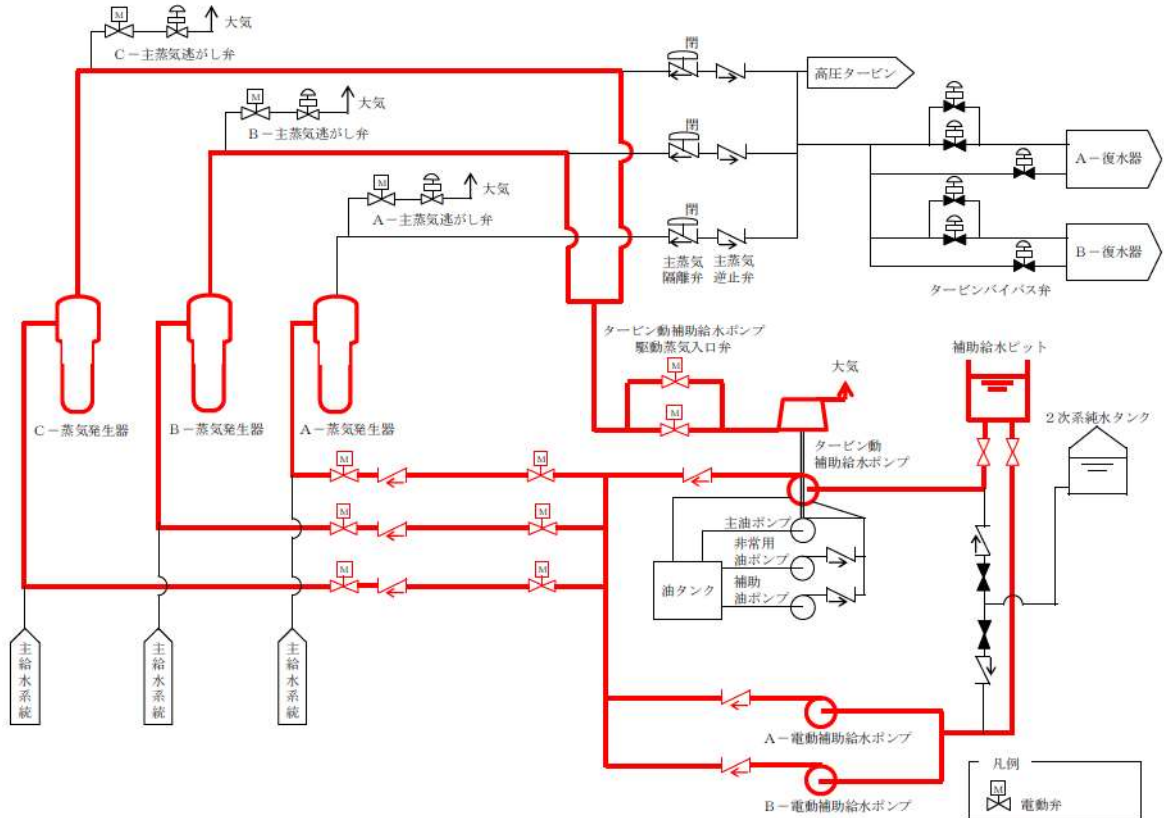 大気
M
C－主蒸気逃がし弁
閉
高圧タービン
大気
M
B－主蒸気逃がし弁
閉
A－復水器
大気
M
A－主蒸気逃がし弁
閉
B－復水器
主蒸気
隔離弁
主蒸気
逆止弁
タービンバイパス弁
タービン動補助給水ポンプ
駆動蒸気入口弁
M
M
大気
補助給水ピット
2次系純水タンク
C－蒸気発生器
B－蒸気発生器
A－蒸気発生器
タービン動
補助給水ポンプ
M
M
M
M
M
M
主油ポンプ
非常用
油ポンプ
補助
油ポンプ
油タンク
主給水系統
主給水系統
主給水系統
A－電動補助給水ポンプ
B－電動補助給水ポンプ
凡例
M
電動弁